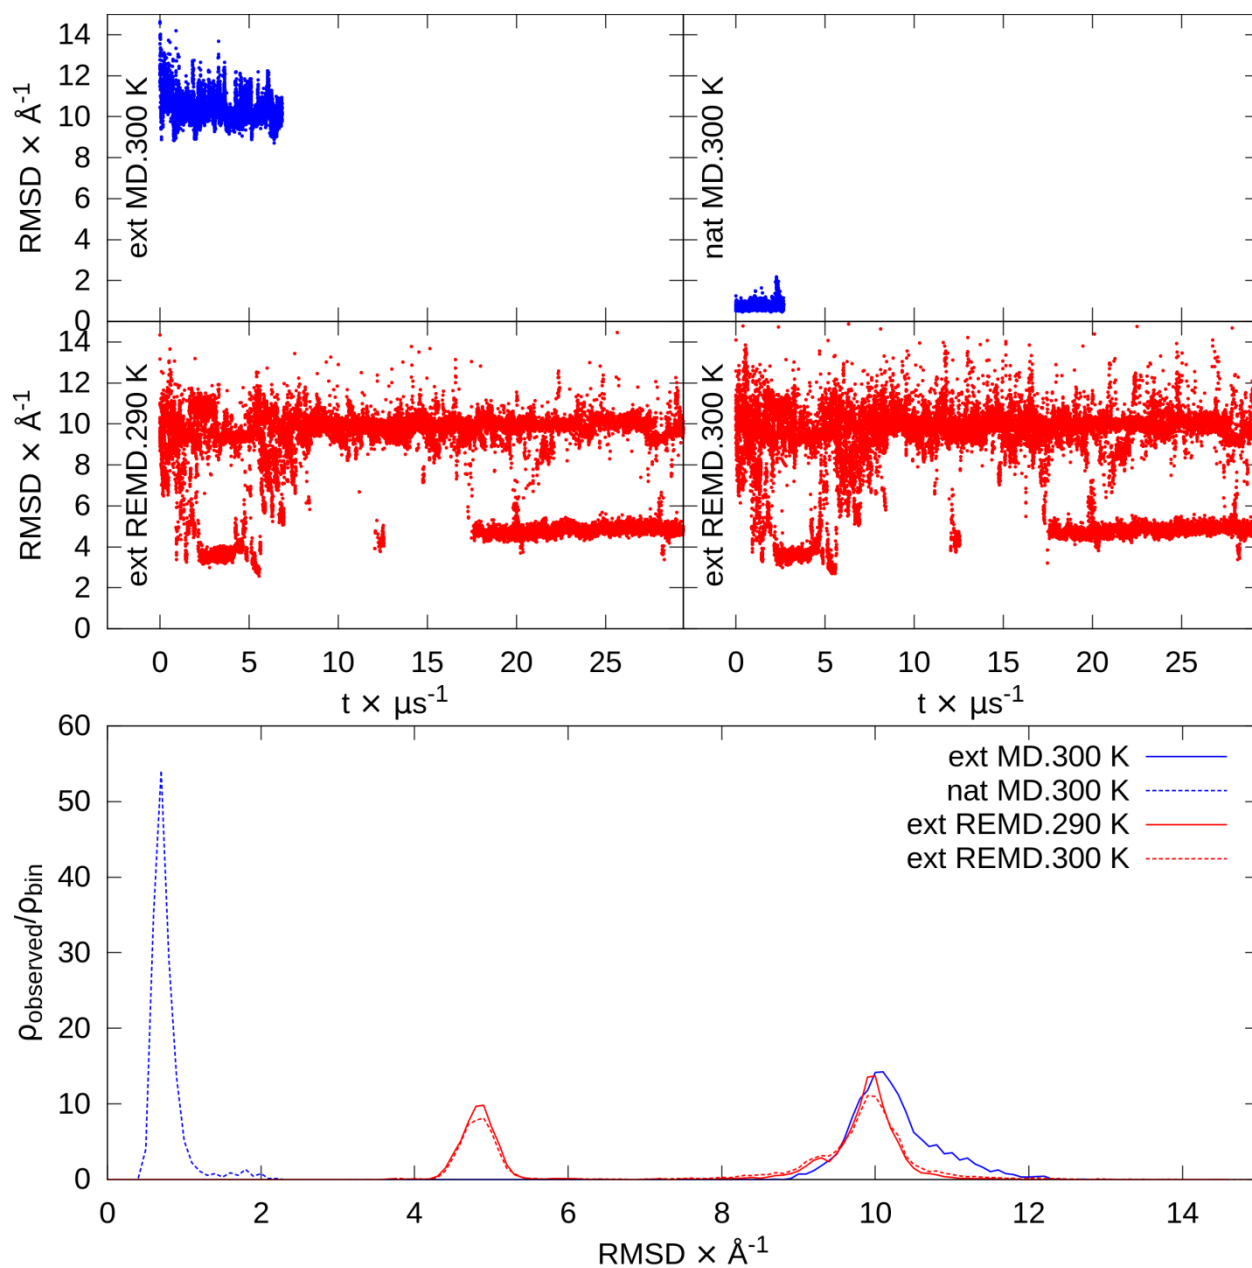 14
12
10
8
6
4
2
0
RMSD × Å⁻¹
ext MD.300 K
nat MD.300 K
14
12
10
8
6
4
2
0
RMSD × Å⁻¹
ext REMD.290 K
ext REMD.300 K
0 5 10 15 20 25
0 5 10 15 20 25
t × µs⁻¹
t × µs⁻¹
60
50
40
30
20
10
0
ρobserved/ρbin
ext MD.300 K
nat MD.300 K
ext REMD.290 K
ext REMD.300 K
0 2 4 6 8 10 12 14
RMSD × Å⁻¹